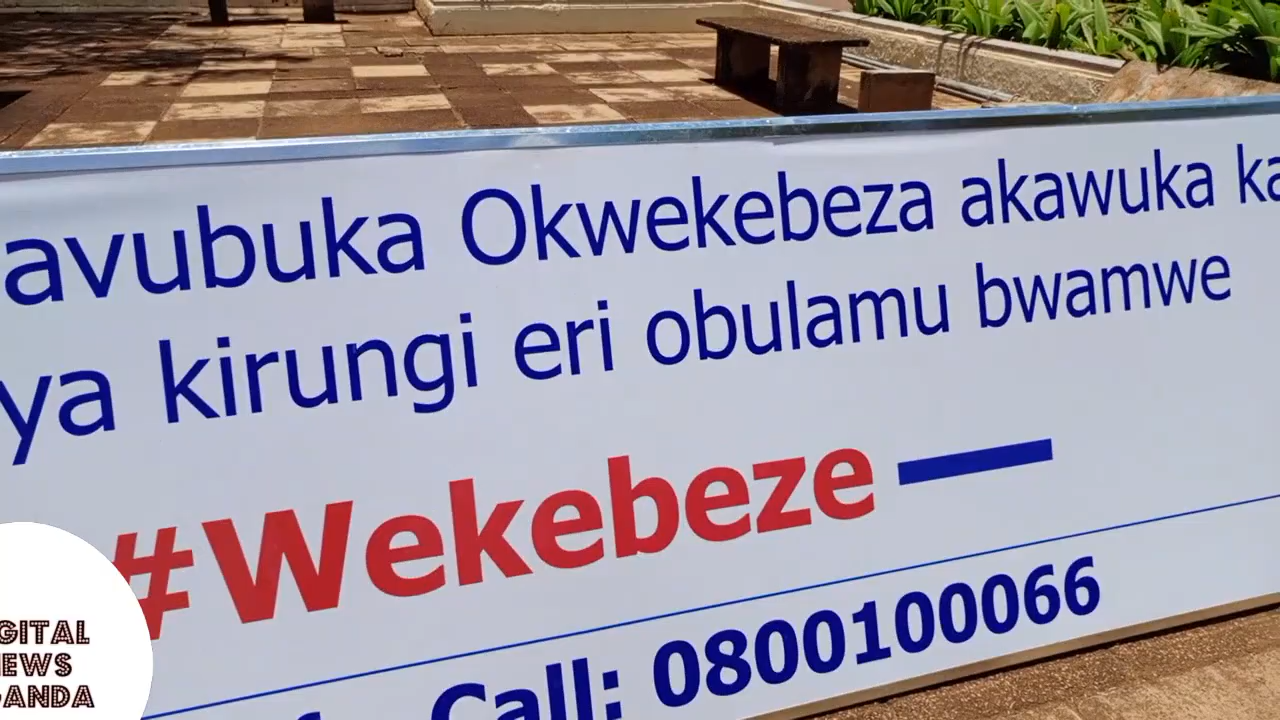 avubuka Okwekebeza akawuka ka
ya kirungi eri obulamu bwamwe
#Wekebeze
Call: 0800100066
GITAL
EWS
ANDA